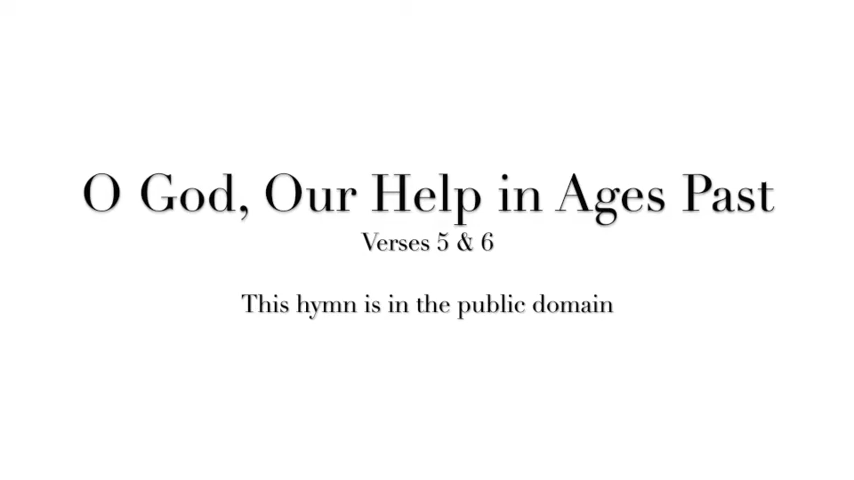 O God, Our Help in Ages Past
Verses 5 & 6
This hymn is in the public domain